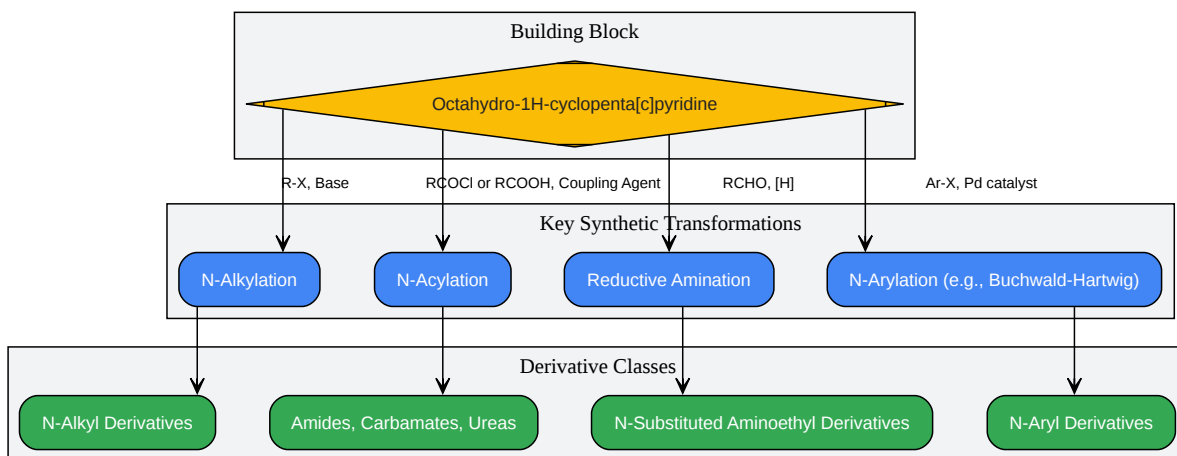 Building Block
Octahydro-1H-cyclopenta[c]pyridine
R-X, Base
RCOCl or RCOOH, Coupling Agent
RCHO, [H]
Ar-X, Pd catalyst
Key Synthetic Transformations
N-Alkylation
N-Acylation
Reductive Amination
N-Arylation (e.g., Buchwald-Hartwig)
Derivative Classes
N-Alkyl Derivatives
Amides, Carbamates, Ureas
N-Substituted Aminoethyl Derivatives
N-Aryl Derivatives